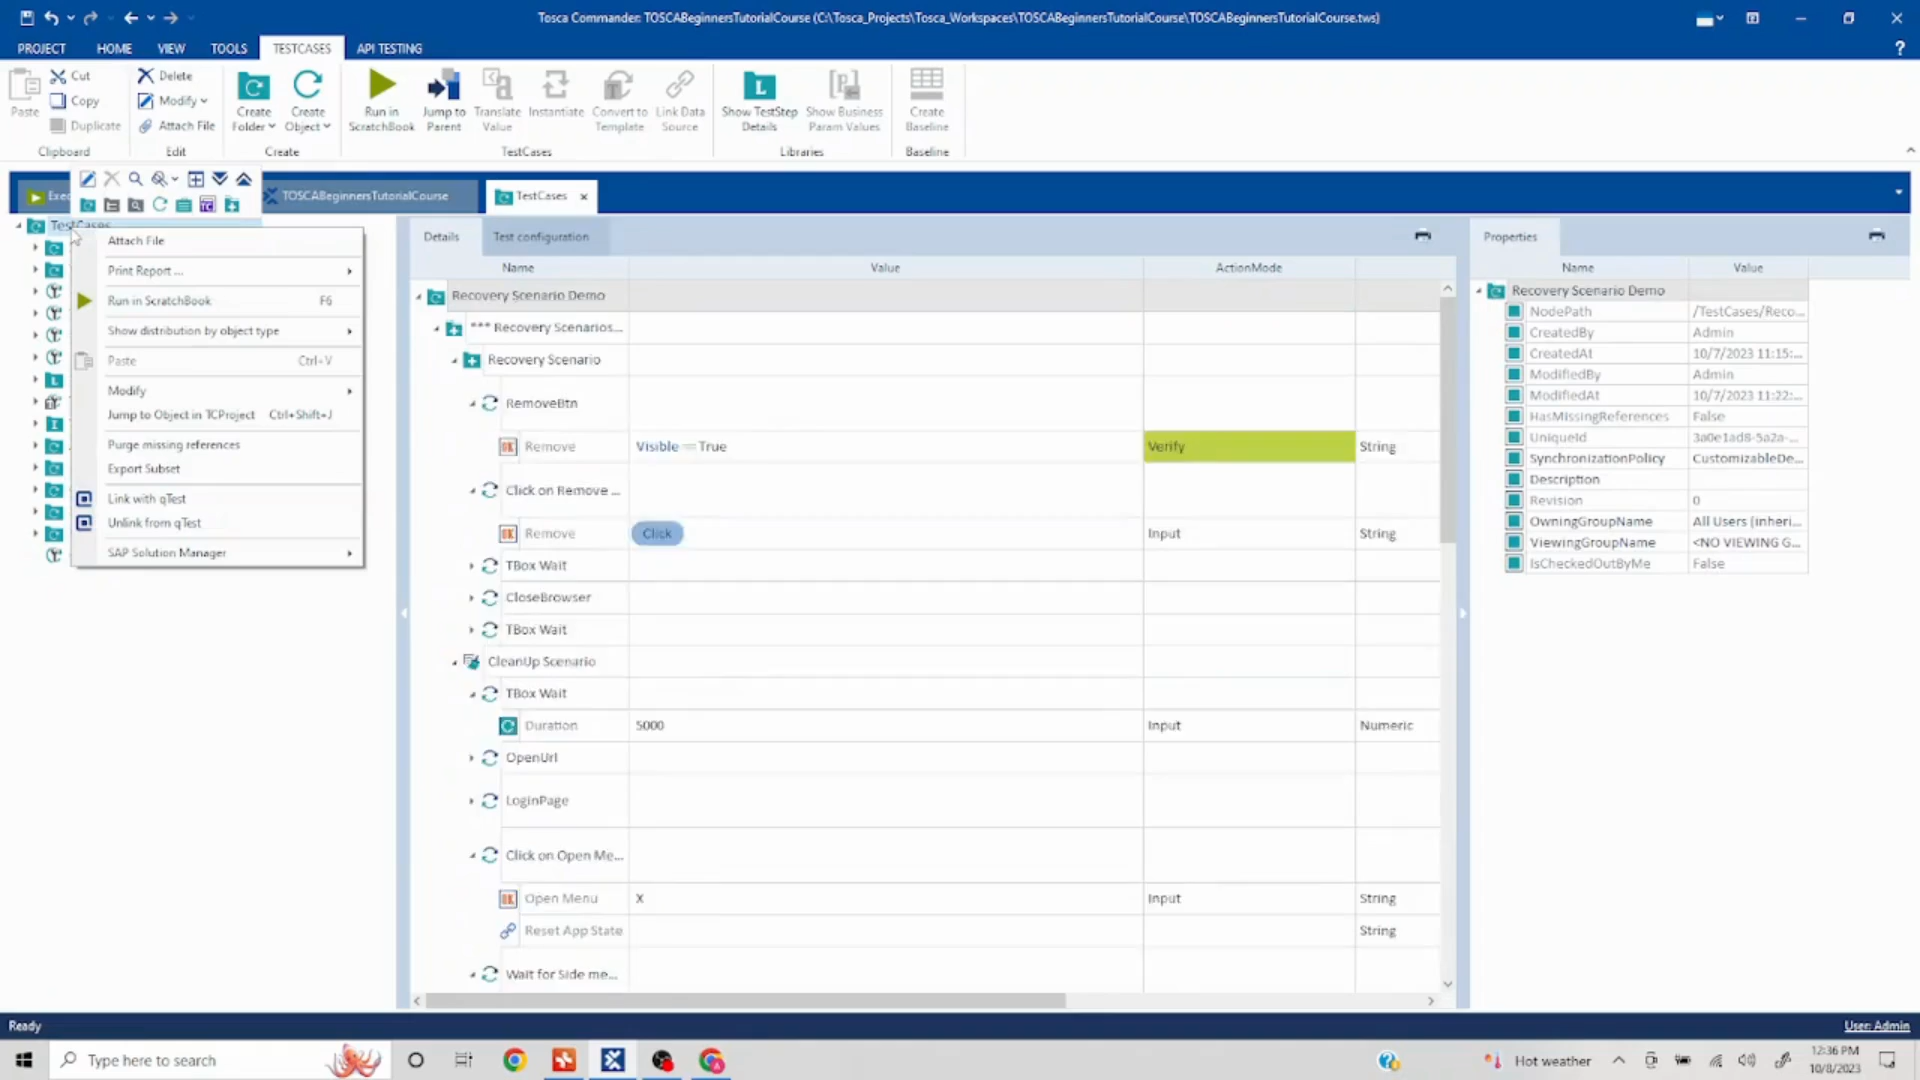 Tosca Commander: TOSCABeginnersTutorialCourse (C:\Tosca_Projects\Tosca_Workspaces\TOSCABeginnersTutorialCourse\TOSCABeginnersTutorialCourse.tws)
PROJECT HOME VIEW TOOLS TESTCASES API TESTING ?
Paste Cut Copy Duplicate
Delete Modify Attach File
Create Folder Create Object
Run in ScratchBook Jump to Parent Translate Value Instantiate Convert to Template Link Data Source
Show TestStep Details Show Business Param Values Create Baseline
Clipboard Edit Create TestCases Libraries Baseline
Exec TOSCABeginnersTutorialCourse TestCases
TestCases
Attach File
Print Report ...
Run in ScratchBook F6
Show distribution by object type
Paste Ctrl+V
Modify
Jump to Object in TCProject Ctrl+Shift+J
Purge missing references
Export Subset
Link with qTest
Unlink from qTest
SAP Solution Manager
Details Test configuration
Name Value ActionMode
Recovery Scenario Demo
*** Recovery Scenarios...
Recovery Scenario
RemoveBtn
Remove Visible == True Verify String
Click on Remove ...
Remove Click Input String
TBox Wait
CloseBrowser
TBox Wait
CleanUp Scenario
TBox Wait
Duration 5000 Input Numeric
OpenUrl
LoginPage
Click on Open Me...
Open Menu X Input String
Reset App State String
Wait for Side me...
Properties
Name Value
Recovery Scenario Demo
NodePath /TestCases/Reco...
CreatedBy Admin
CreatedAt 10/7/2023 11:15:...
ModifiedBy Admin
ModifiedAt 10/7/2023 11:22:...
HasMissingReferences False
UniqueId 3a0e1ad8-5a2a-...
SynchronizationPolicy CustomizableDe...
Description
Revision 0
OwningGroupName All Users (inheri...
ViewingGroupName <NO VIEWING G...
IsCheckedOutByMe False
Ready User: Admin
Type here to search
Hot weather
12:36 PM
10/8/2023